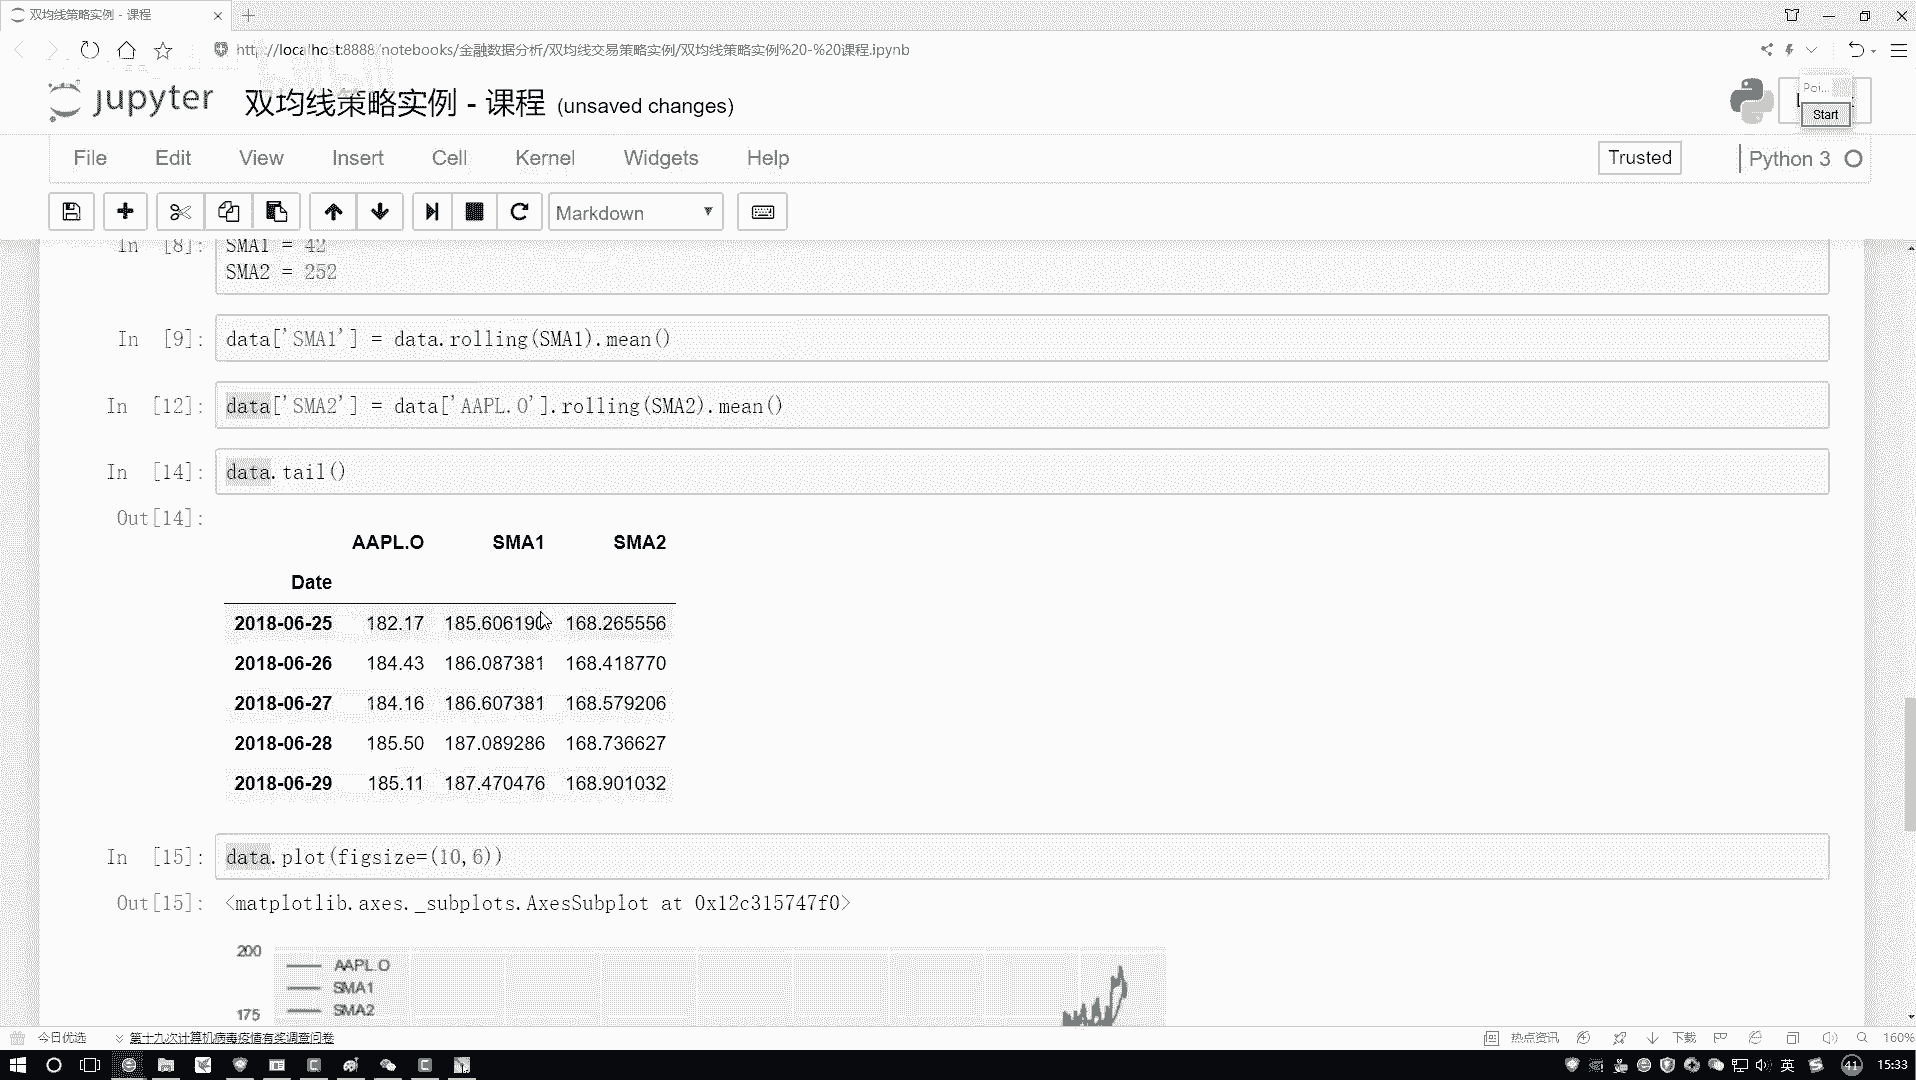 双均线策略实例 - 课程
http://localhost:8888/notebooks/金融数据分析/双均线交易策略实例/双均线策略实例%20-%20课程.ipynb
jupyter 双均线策略实例 - 课程 (unsaved changes)
Poi...
Start
File Edit View Insert Cell Kernel Widgets Help
Trusted
Python 3
Markdown
In [8]: SMA1 = 42
SMA2 = 252
In [9]: data['SMA1'] = data.rolling(SMA1).mean()
In [12]: data['SMA2'] = data['AAPL.O'].rolling(SMA2).mean()
In [14]: data.tail()
Out[14]:
AAPL.O SMA1 SMA2
Date
2018-06-25 182.17 185.606190 168.265556
2018-06-26 184.43 186.087381 168.418770
2018-06-27 184.16 186.607381 168.579206
2018-06-28 185.50 187.089286 168.736627
2018-06-29 185.11 187.470476 168.901032
In [15]: data.plot(figsize=(10,6))
Out[15]: <matplotlib.axes._subplots.AxesSubplot at 0x12c315747f0>
200
AAPL.O
SMA1
SMA2
175
今日优选 第十九次计算机病毒疫情有奖调查问卷 热点资讯 下载 160%
英 41 15:33